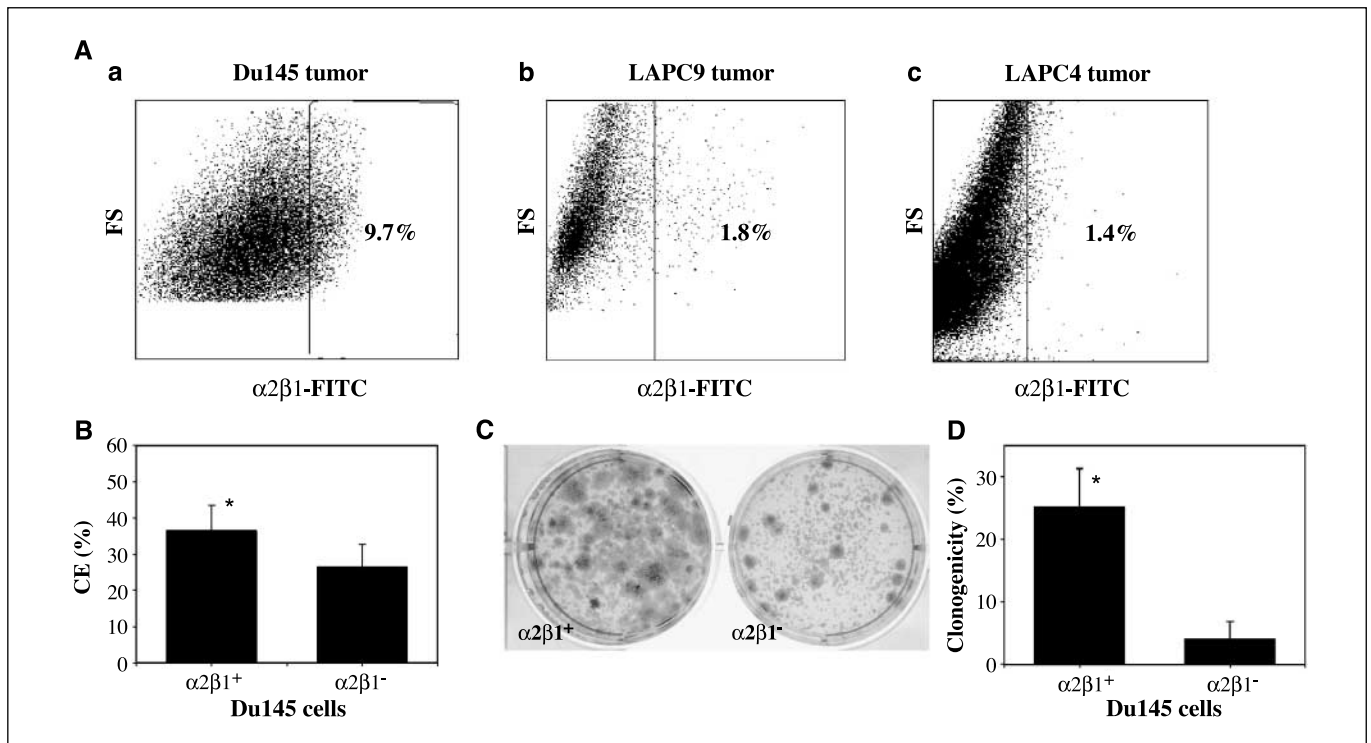 A
a Du145 tumor
FS
9.7%
α2β1-FITC
b LAPC9 tumor
FS
1.8%
α2β1-FITC
c LAPC4 tumor
FS
1.4%
α2β1-FITC
B
60
50
40
30
20
10
0
CE (%)
*
α2β1+ α2β1-
Du145 cells
C
α2β1+ α2β1-
D
30
20
10
0
Clonogenicity (%)
*
α2β1+ α2β1-
Du145 cells